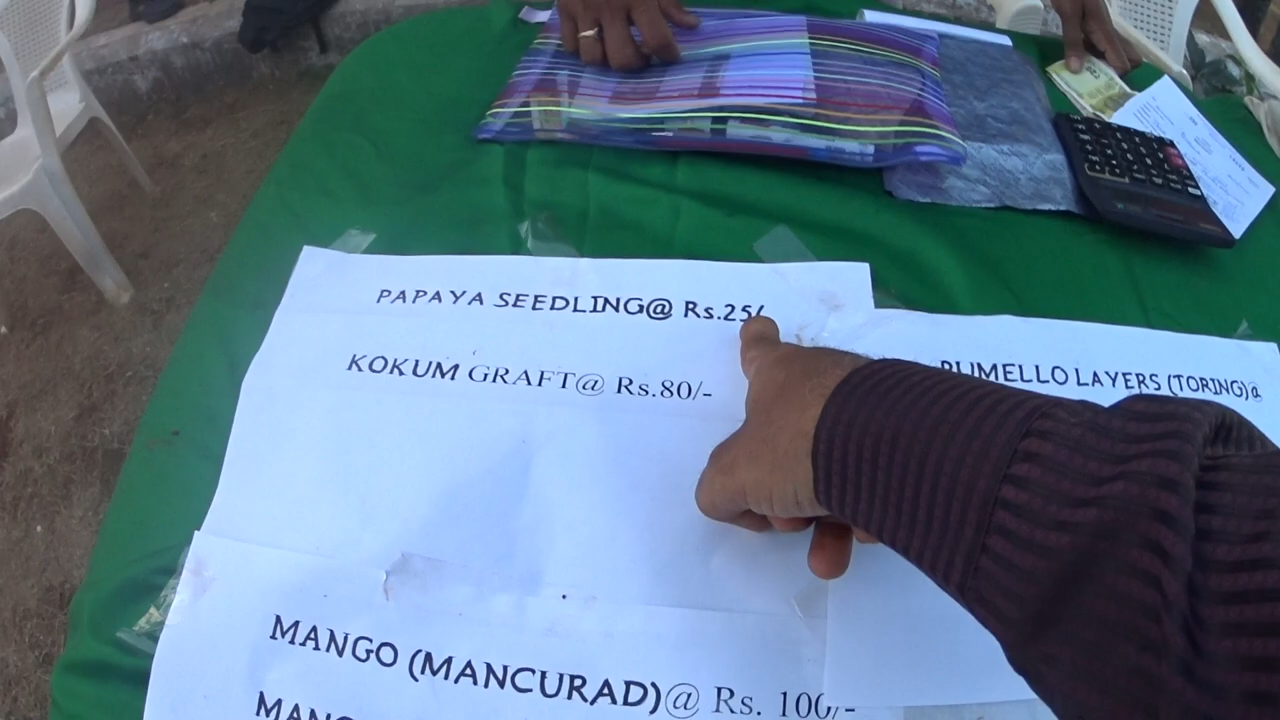 PAPAYA SEEDLING@ Rs.25/
KOKUM GRAFT@ Rs.80/-
PUMELLO LAYERS (TORING)@
MANGO (MANCURAD)@ Rs. 100/-